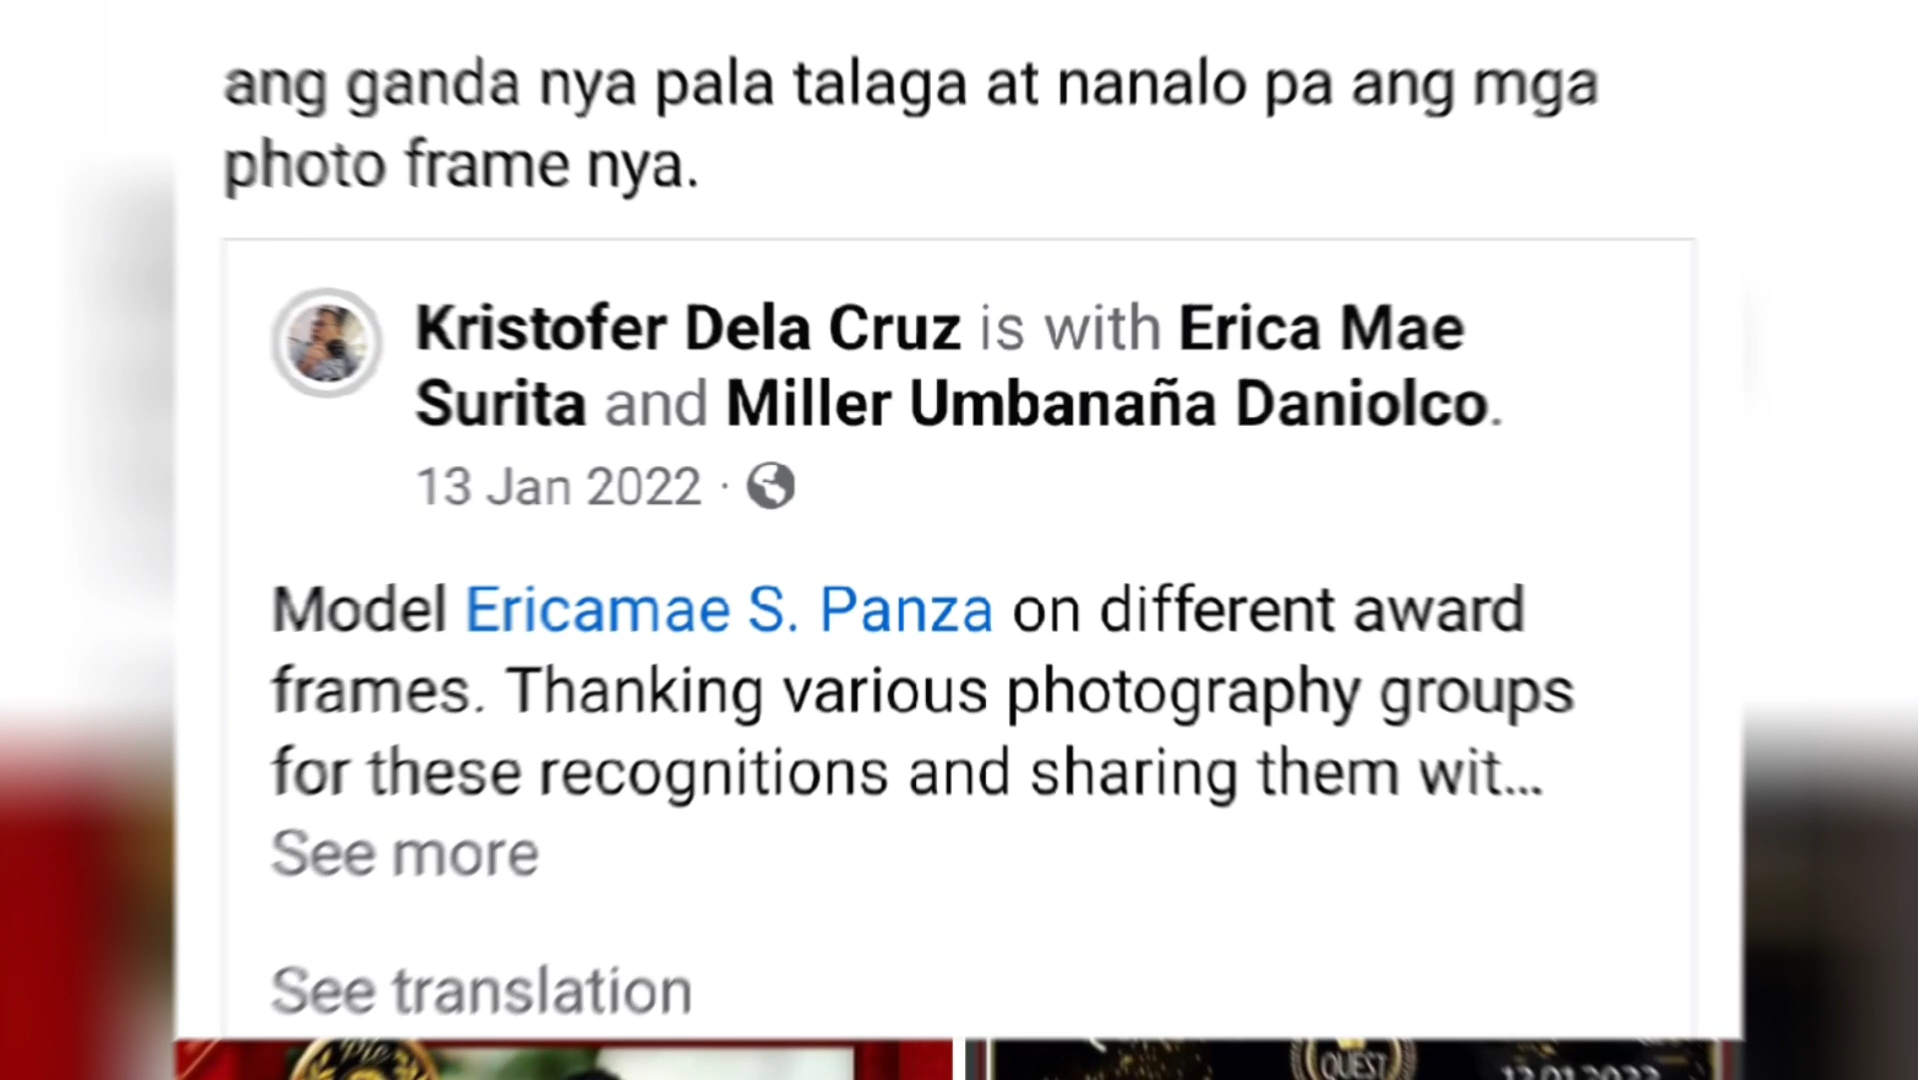 ang ganda nya pala talaga at nanalo pa ang mga
photo frame nya.
Kristofer Dela Cruz is with Erica Mae
Surita and Miller Umbanaña Daniolco.
13 Jan 2022 ·
Model Ericamae S. Panza on different award
frames. Thanking various photography groups
for these recognitions and sharing them wit...
See more
See translation
QUEST